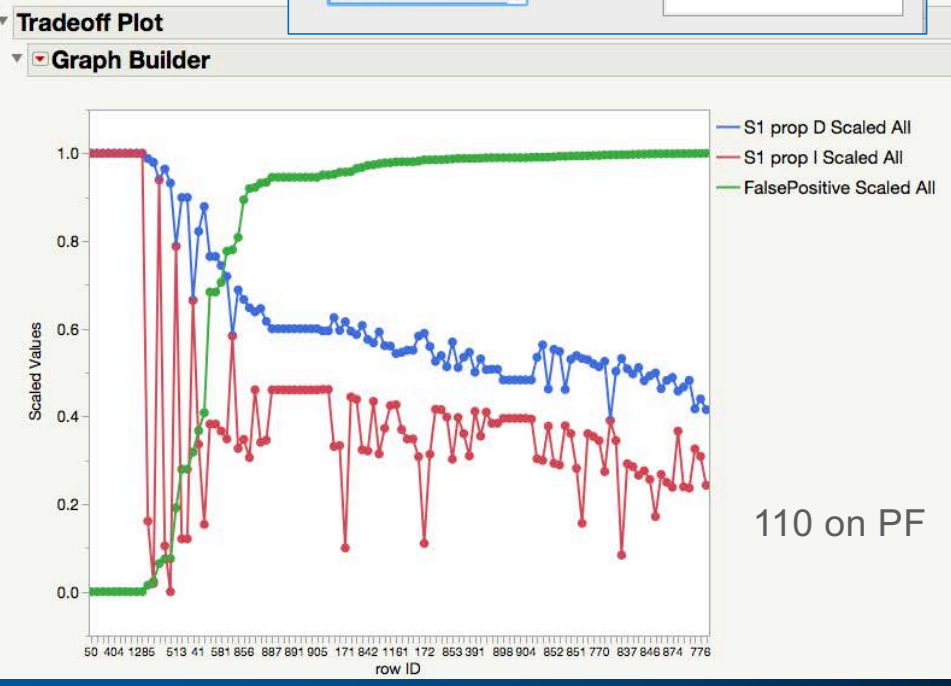 Tradeoff Plot
Graph Builder
S1 prop D Scaled All
S1 prop I Scaled All
FalsePositive Scaled All
1.0
0.8
0.6
0.4
0.2
0.0
Scaled Values
110 on PF
50 404 1285 513 41 581 856 887 891 905 171 842 1161 172 853 391 898 904 852 851 770 837 846 874 776
row ID